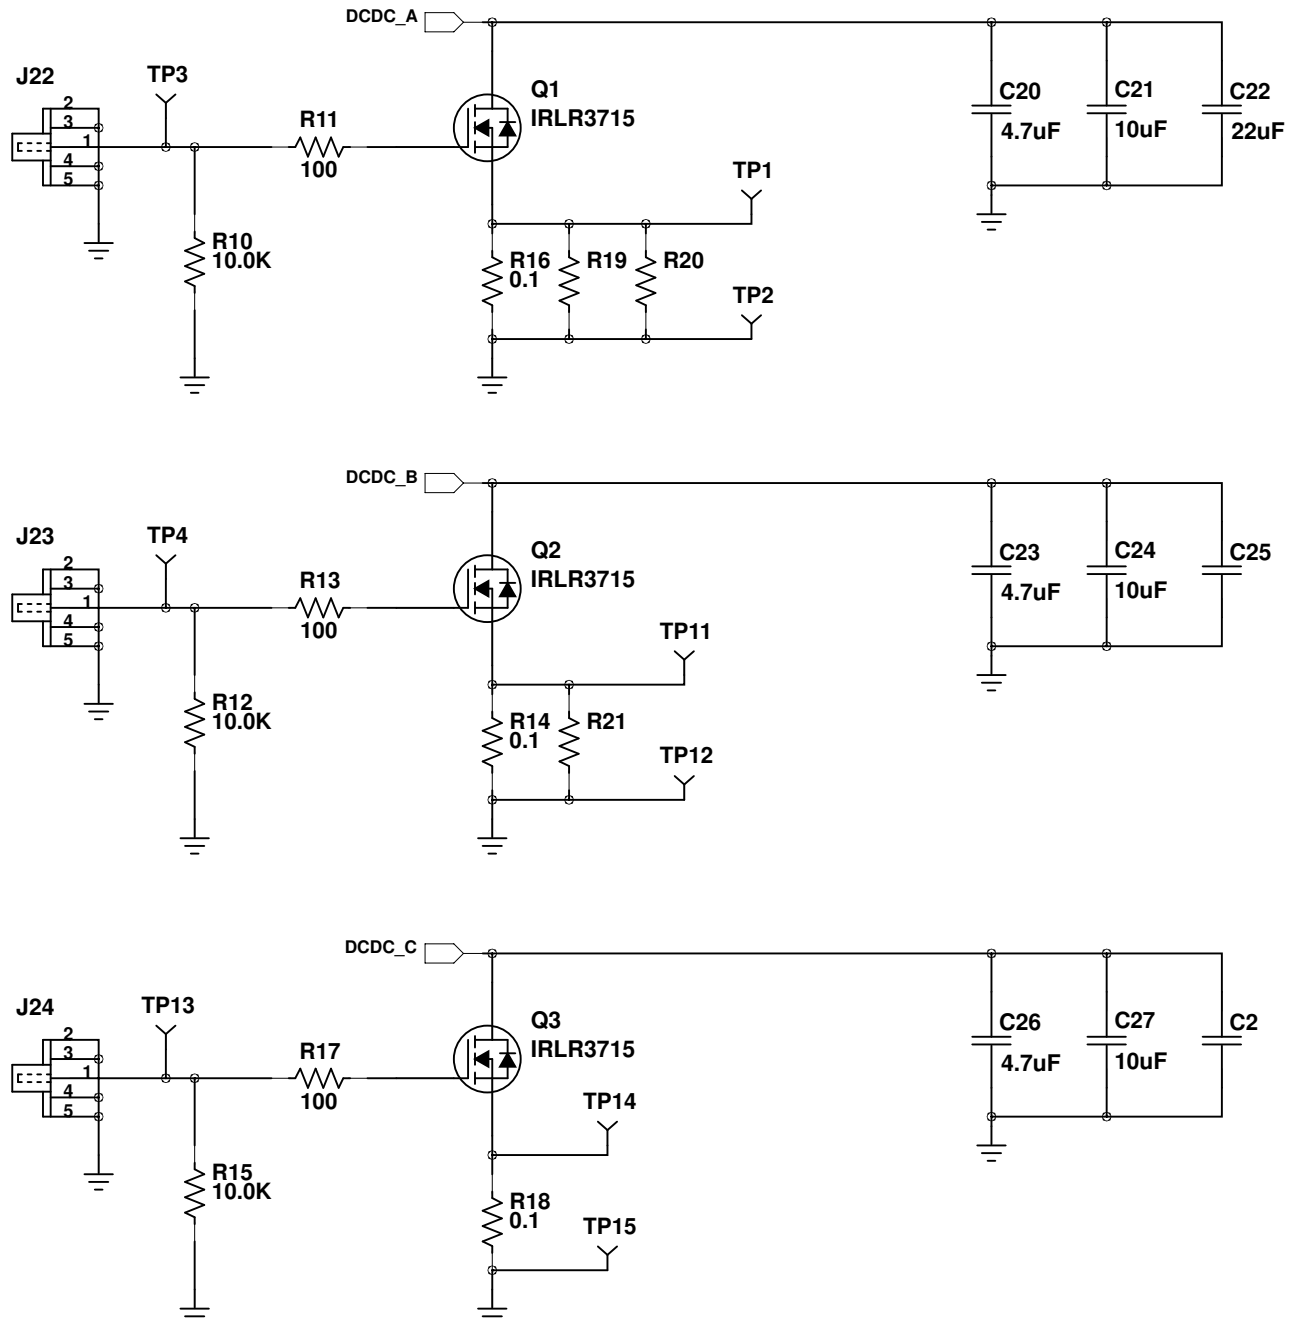 DCDC_A
J22
2
3
1
4
5
TP3
R11
100
R10
10.0K
Q1
IRLR3715
TP1
R16
0.1
R19
R20
TP2
C20
4.7uF
C21
10uF
C22
22uF
DCDC_B
J23
2
3
1
4
5
TP4
R13
100
R12
10.0K
Q2
IRLR3715
TP11
R14
0.1
R21
TP12
C23
4.7uF
C24
10uF
C25
DCDC_C
J24
2
3
1
4
5
TP13
R17
100
R15
10.0K
Q3
IRLR3715
TP14
R18
0.1
TP15
C26
4.7uF
C27
10uF
C2